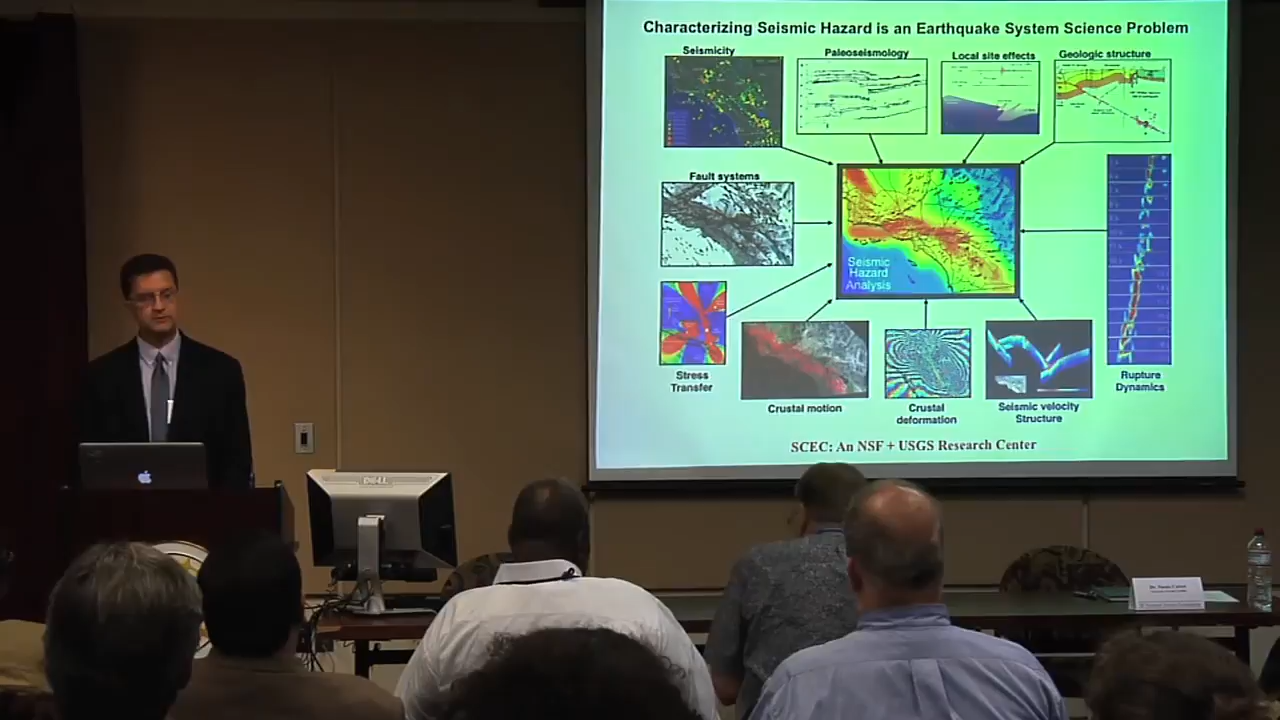 Characterizing Seismic Hazard is an Earthquake System Science Problem
Seismicity
Paleoseismology
Local site effects
Geologic structure
Fault systems
Seismic
Hazard
Analysis
Stress
Transfer
Crustal motion
Crustal
deformation
Seismic velocity
Structure
Rupture
Dynamics
SCEC: An NSF + USGS Research Center
DELL